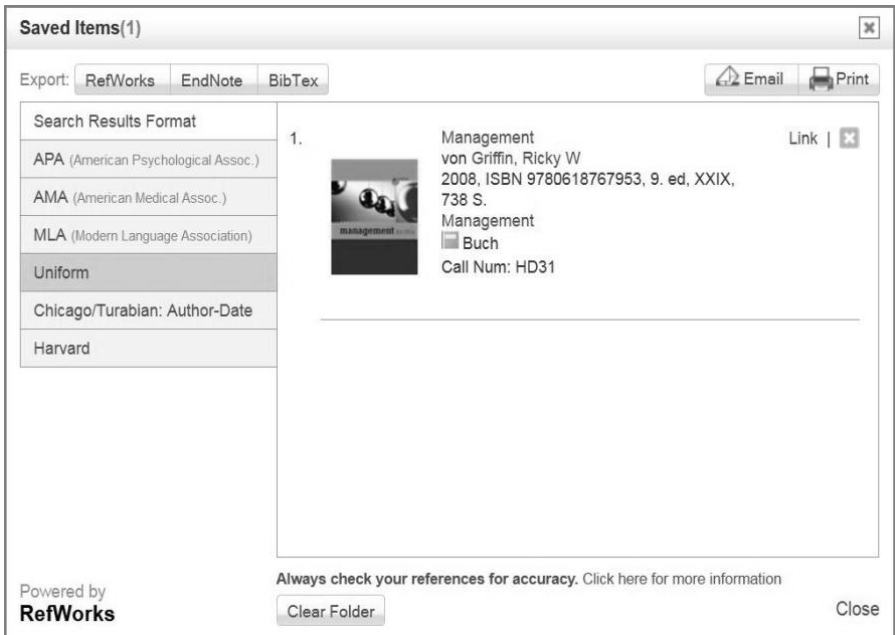 Saved Items(1)
Export: RefWorks EndNote BibTex
Email Print
Search Results Format
APA (American Psychological Assoc.)
AMA (American Medical Assoc.)
MLA (Modern Language Association)
Uniform
Chicago/Turabian: Author-Date
Harvard
1.
management
Management
von Griffin, Ricky W
2008, ISBN 9780618767953, 9. ed, XXIX,
738 S.
Management
Buch
Call Num: HD31
Link |
Always check your references for accuracy. Click here for more information
Powered by
RefWorks
Clear Folder
Close